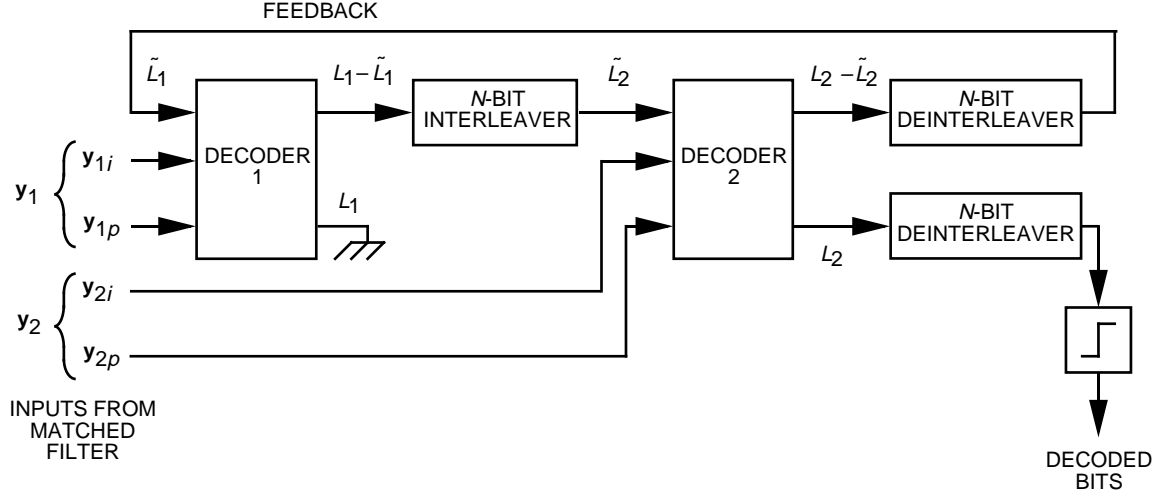 FEEDBACK
L̃1
L1 – L̃1
N-BIT
INTERLEAVER
L̃2
L2 – L̃2
N-BIT
DEINTERLEAVER
DECODER
1
DECODER
2
y1
y1i
y1p
L1
L2
N-BIT
DEINTERLEAVER
y2
y2i
y2p
INPUTS FROM
MATCHED
FILTER
DECODED
BITS